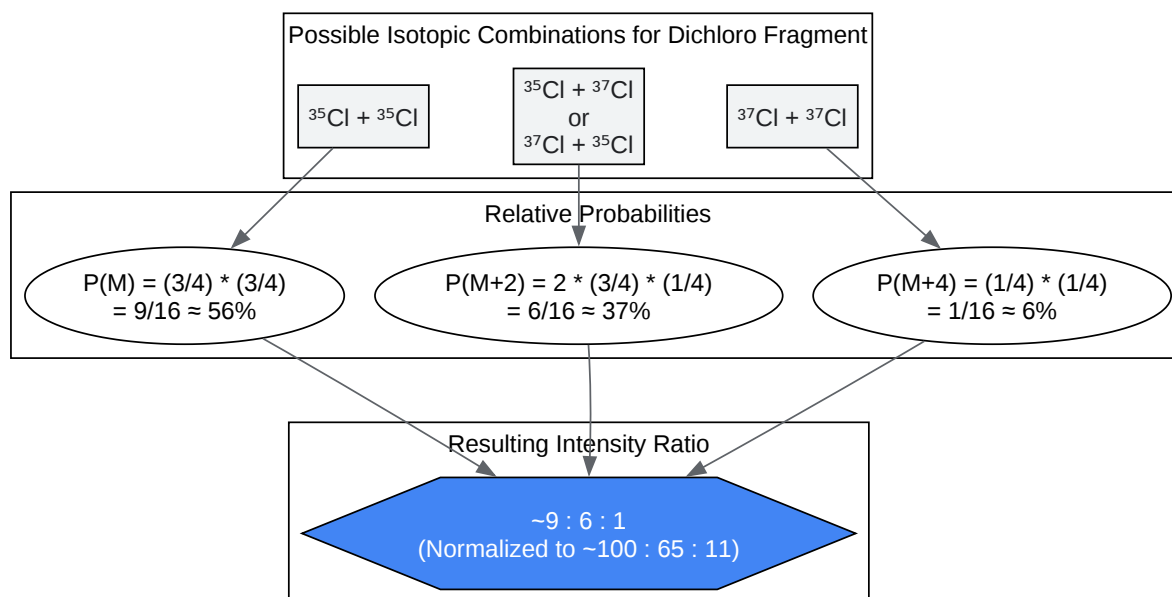 Possible Isotopic Combinations for Dichloro Fragment
³⁵Cl + ³⁵Cl
³⁵Cl + ³⁷Cl
or
³⁷Cl + ³⁵Cl
³⁷Cl + ³⁷Cl
Relative Probabilities
P(M) = (3/4) * (3/4)
= 9/16 ≈ 56%
P(M+2) = 2 * (3/4) * (1/4)
= 6/16 ≈ 37%
P(M+4) = (1/4) * (1/4)
= 1/16 ≈ 6%
Resulting Intensity Ratio
~9 : 6 : 1
(Normalized to ~100 : 65 : 11)